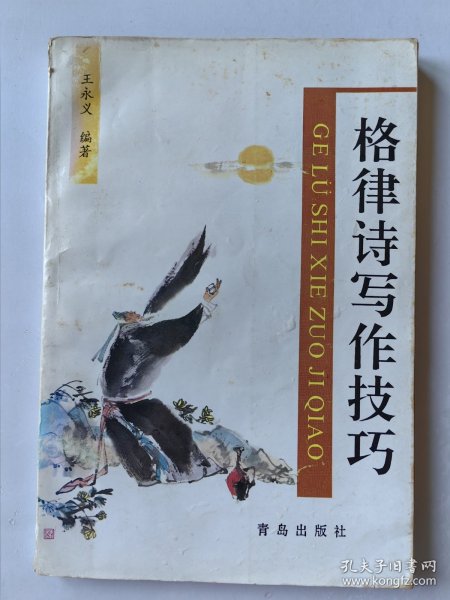 王永义 编著
格律诗写作技巧
GE LÜ SHI XIE ZUO JI QIAO
青岛出版社
孔夫子旧书网
www.kongfz.com